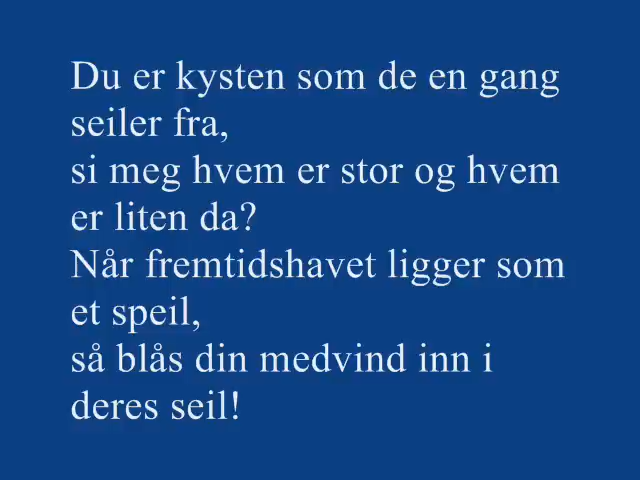 Du er kysten som de en gang
seiler fra,
si meg hvem er stor og hvem
er liten da?
Når fremtidshavet ligger som
et speil,
så blås din medvind inn i
deres seil!